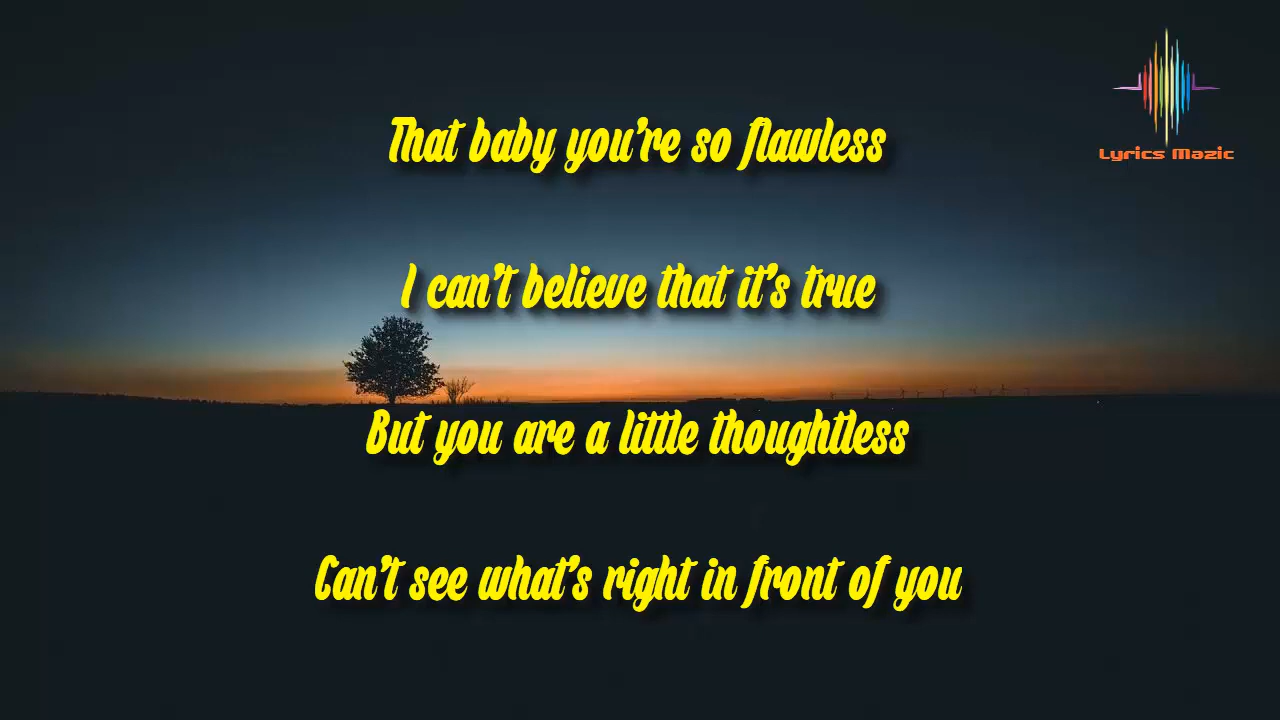 Lyrics Mazic
That baby you're so flawless
I can't believe that it's true
But you are a little thoughtless
Can't see what's right in front of you